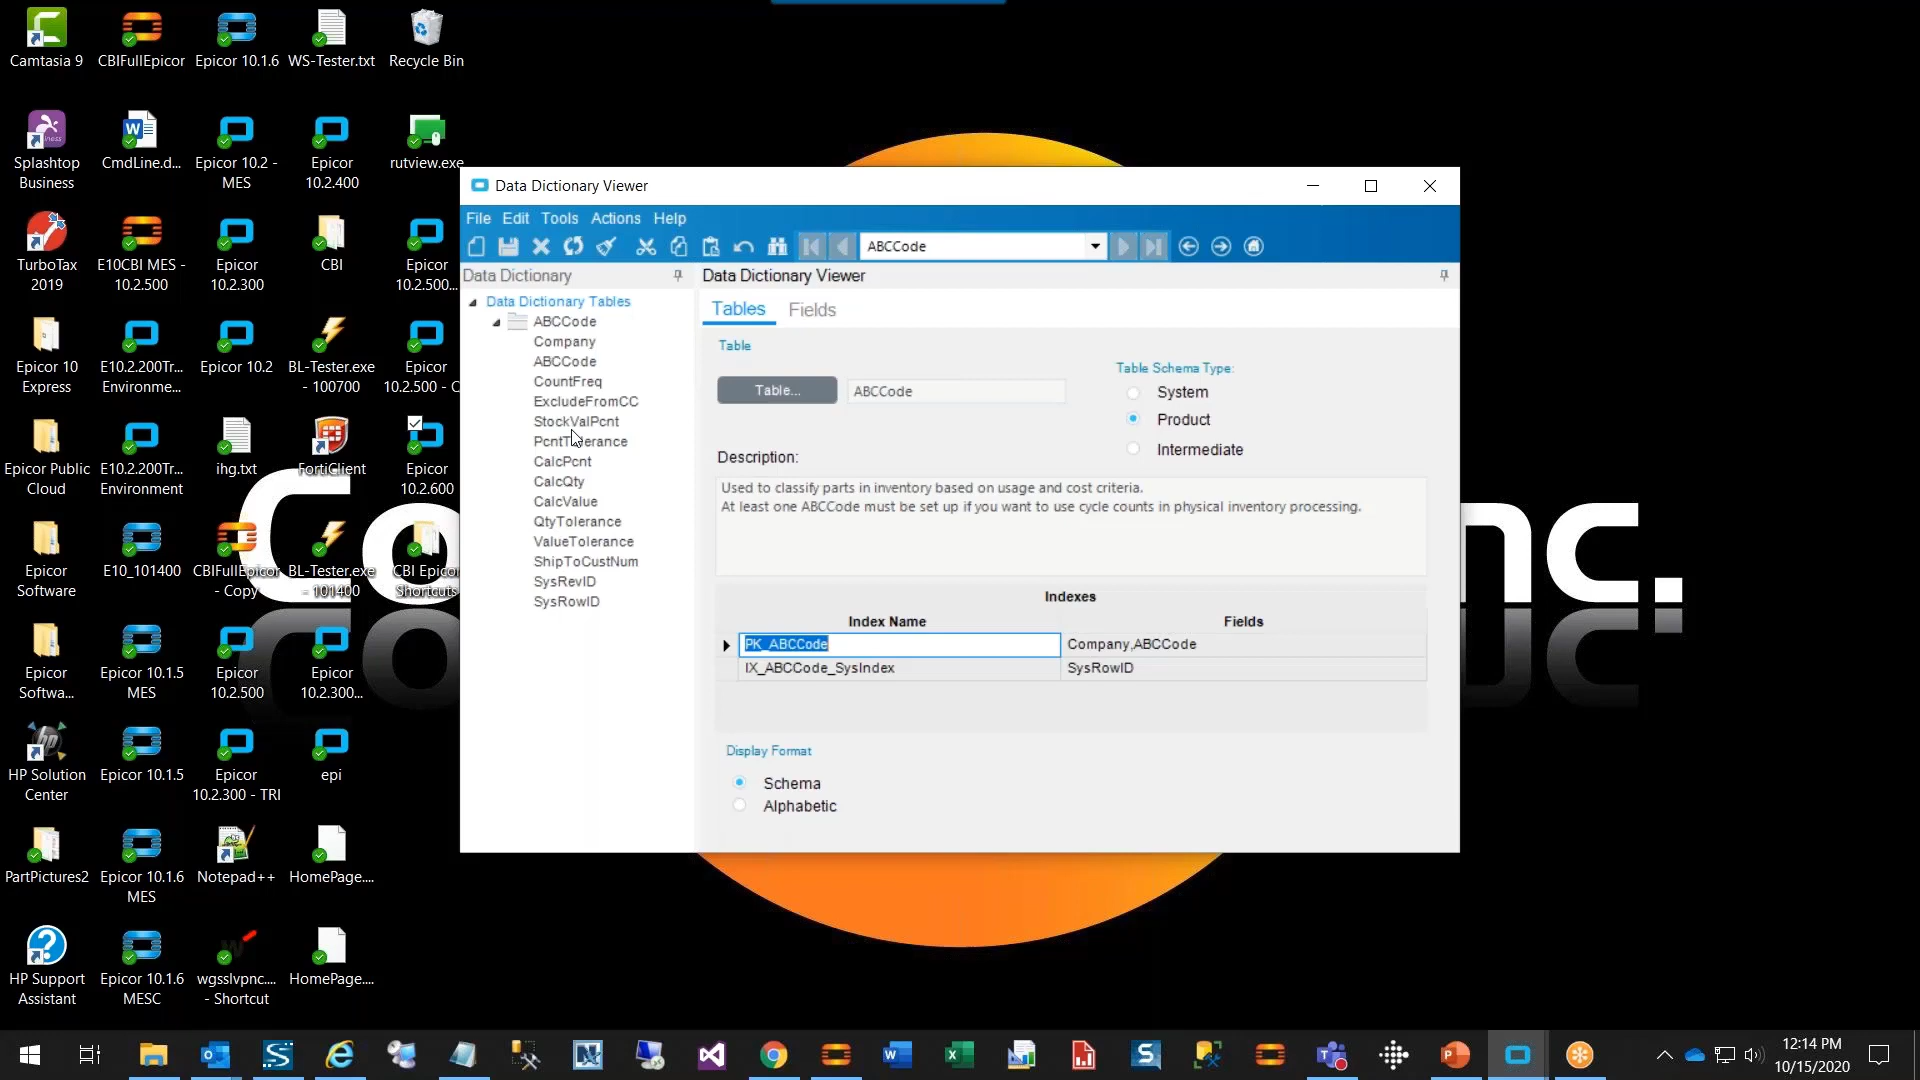 Camtasia 9
CBIFullEpicor
Epicor 10.1.6
WS-Tester.txt
Recycle Bin
Splashtop
Business
CmdLine.d...
Epicor 10.2 -
MES
Epicor
10.2.400
rutview.exe
TurboTax
2019
E10CBI MES -
10.2.500
Epicor
10.2.300
CBI
Epicor
10.2.500...
Epicor 10
Express
E10.2.200Tr...
Environme...
Epicor 10.2
BL-Tester.exe
- 100700
Epicor
10.2.500 - C
Epicor Public
Cloud
E10.2.200Tr...
Environment
ihg.txt
FortiClient
Epicor
10.2.600
Epicor
Software
E10_101400
CBIFullEpicor
- Copy
BL-Tester.exe
- 101400
CBI Epicor
Shortcuts
Epicor
Softwa...
Epicor 10.1.5
MES
Epicor
10.2.500
Epicor
10.2.300...
HP Solution
Center
Epicor 10.1.5
Epicor
10.2.300 - TRI
epi
PartPictures2
Epicor 10.1.6
MES
Notepad++
HomePage....
HP Support
Assistant
Epicor 10.1.6
MESC
wgsslvpnc....
- Shortcut
HomePage....
Data Dictionary Viewer
File Edit Tools Actions Help
ABCCode
Data Dictionary
Data Dictionary Tables
ABCCode
Company
ABCCode
CountFreq
ExcludeFromCC
StockValPcnt
PcntTolerance
CalcPcnt
CalcQty
CalcValue
QtyTolerance
ValueTolerance
ShipToCustNum
SysRevID
SysRowID
Data Dictionary Viewer
Tables Fields
Table
Table... ABCCode
Table Schema Type:
System
Product
Intermediate
Description:
Used to classify parts in inventory based on usage and cost criteria.
At least one ABCCode must be set up if you want to use cycle counts in physical inventory processing.
Indexes
Index Name Fields
PK_ABCCode Company,ABCCode
IX_ABCCode_SysIndex SysRowID
Display Format
Schema
Alphabetic
Co
nc.
12:14 PM
10/15/2020